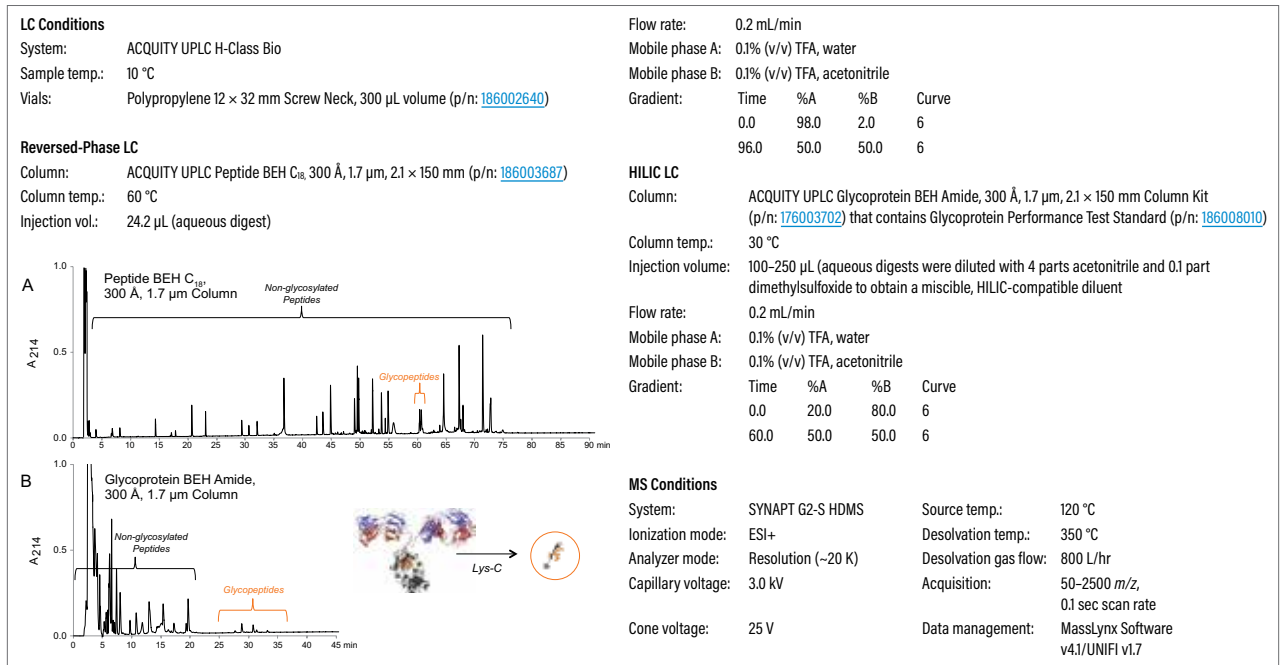 LC Conditions
System: ACQUITY UPLC H-Class Bio
Sample temp.: 10 °C
Vials: Polypropylene 12 × 32 mm Screw Neck, 300 µL volume (p/n: 186002640)
Reversed-Phase LC
Column: ACQUITY UPLC Peptide BEH C₁₈, 300 Å, 1.7 µm, 2.1 × 150 mm (p/n: 186003687)
Column temp.: 60 °C
Injection vol.: 24.2 µL (aqueous digest)
Flow rate: 0.2 mL/min
Mobile phase A: 0.1% (v/v) TFA, water
Mobile phase B: 0.1% (v/v) TFA, acetonitrile
Gradient: Time %A %B Curve
0.0 98.0 2.0 6
96.0 50.0 50.0 6
HILIC LC
Column: ACQUITY UPLC Glycoprotein BEH Amide, 300 Å, 1.7 µm, 2.1 × 150 mm Column Kit
(p/n: 176003702) that contains Glycoprotein Performance Test Standard (p/n: 186008010)
Column temp.: 30 °C
Injection volume: 100–250 µL (aqueous digests were diluted with 4 parts acetonitrile and 0.1 part
dimethylsulfoxide to obtain a miscible, HILIC-compatible diluent
Flow rate: 0.2 mL/min
Mobile phase A: 0.1% (v/v) TFA, water
Mobile phase B: 0.1% (v/v) TFA, acetonitrile
Gradient: Time %A %B Curve
0.0 20.0 80.0 6
60.0 50.0 50.0 6
MS Conditions
System: SYNAPT G2-S HDMS Source temp.: 120 °C
Ionization mode: ESI+ Desolvation temp.: 350 °C
Analyzer mode: Resolution (~20 K) Desolvation gas flow: 800 L/hr
Capillary voltage: 3.0 kV Acquisition: 50–2500 m/z,
0.1 sec scan rate
Cone voltage: 25 V Data management: MassLynx Software
v4.1/UNIFI v1.7
A
Peptide BEH C₁₈,
300 Å, 1.7 µm Column
Non-glycosylated
Peptides
Glycopeptides
A214
1.0
0.5
0.0
0 5 10 15 20 25 30 35 40 45 50 55 60 65 70 75 80 85 90 min
B
Glycoprotein BEH Amide,
300 Å, 1.7 µm Column
Non-glycosylated
Peptides
Glycopeptides
A214
1.0
0.5
0.0
0 5 10 15 20 25 30 35 40 45 min
Lys-C